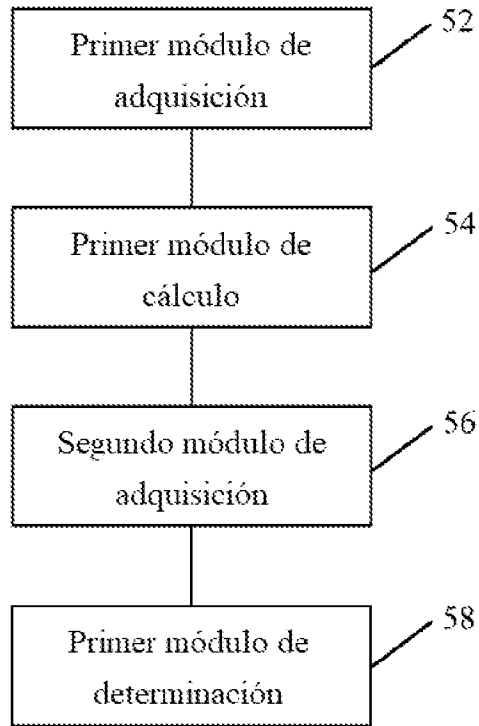 52
Primer módulo de
adquisición
54
Primer módulo de
cálculo
56
Segundo módulo de
adquisición
58
Primer módulo de
determinación